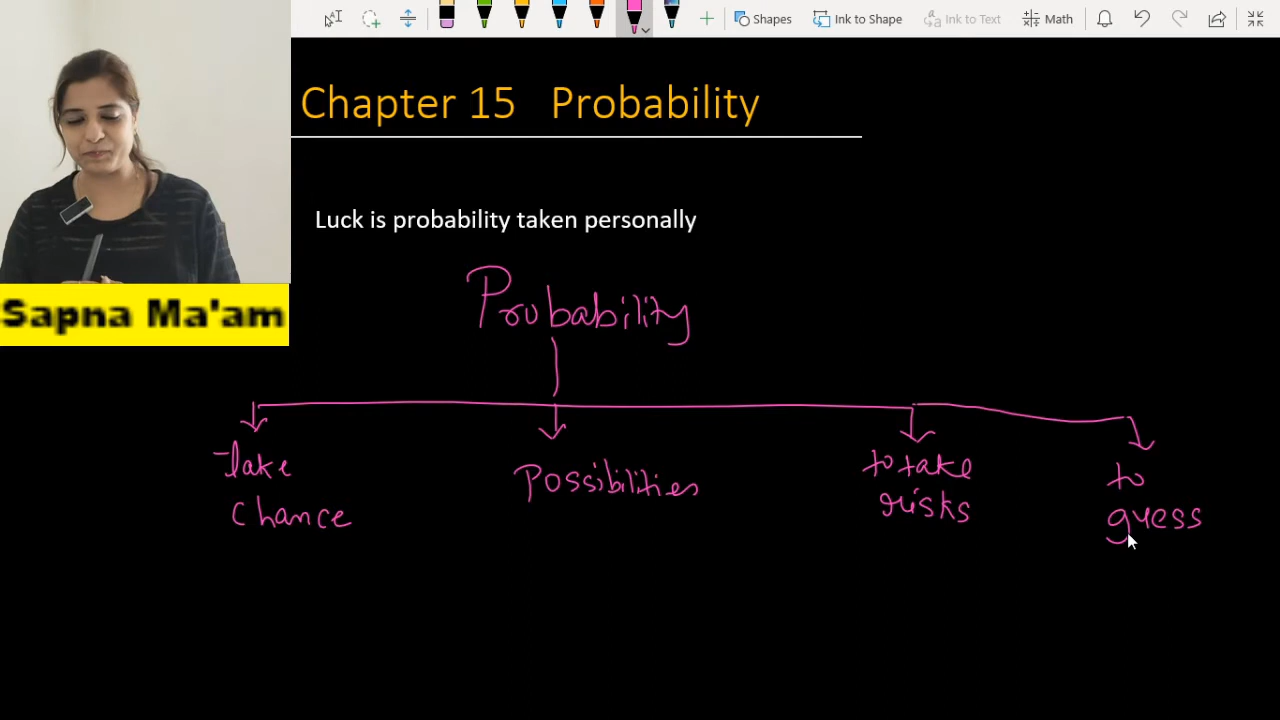 Shapes Ink to Shape Ink to Text Math
Chapter 15 Probability
Luck is probability taken personally
Probability
Sapna Ma'am
Take
chance
Possibilities
to take
risks
to
guess